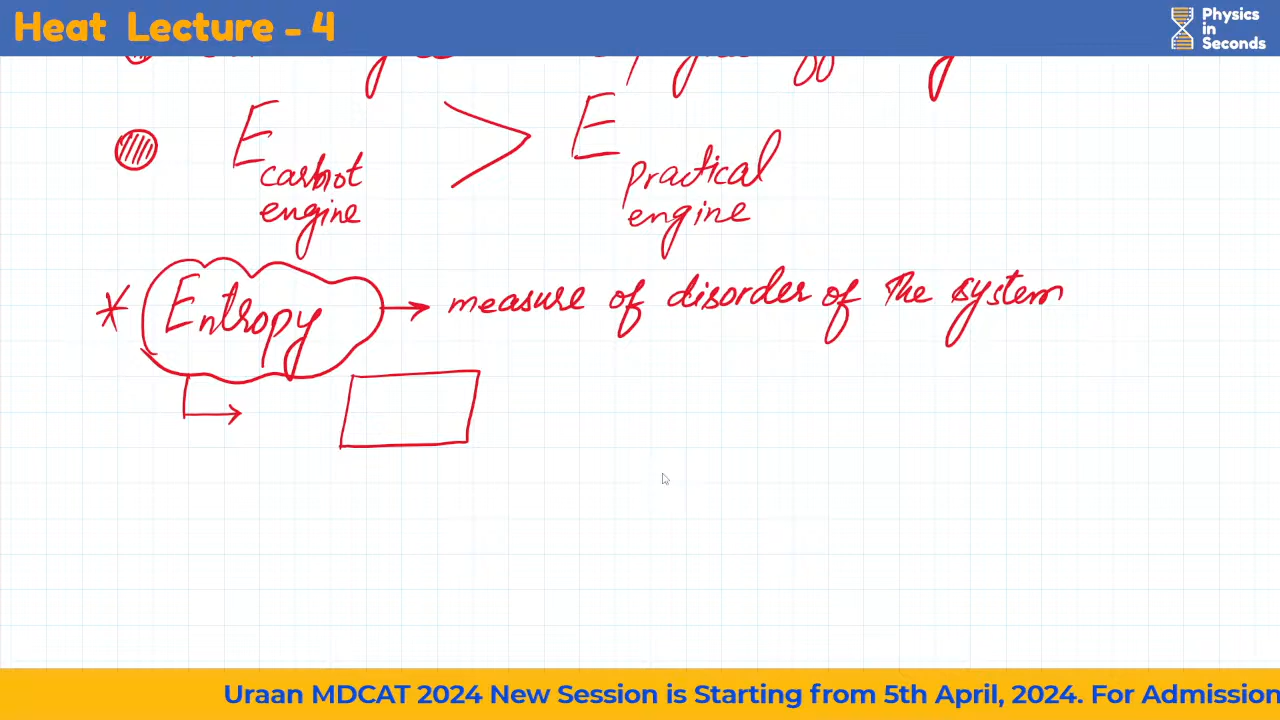 Heat Lecture - 4
Physics
in
Seconds
E carnot engine > E practical engine
* Entropy → measure of disorder of the system
Uraan MDCAT 2024 New Session is Starting from 5th April, 2024. For Admission